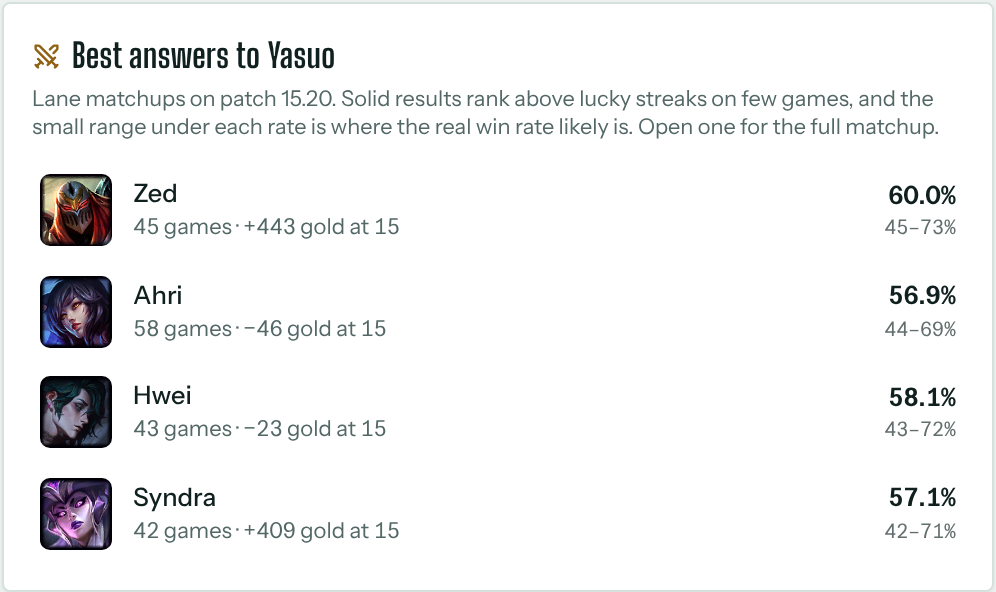 Best answers to Yasuo
Lane matchups on patch 15.20. Solid results rank above lucky streaks on few games, and the
small range under each rate is where the real win rate likely is. Open one for the full matchup.
Zed
60.0%
45 games · +443 gold at 15
45–73%
Ahri
56.9%
58 games · −46 gold at 15
44–69%
Hwei
58.1%
43 games · −23 gold at 15
43–72%
Syndra
57.1%
42 games · +409 gold at 15
42–71%